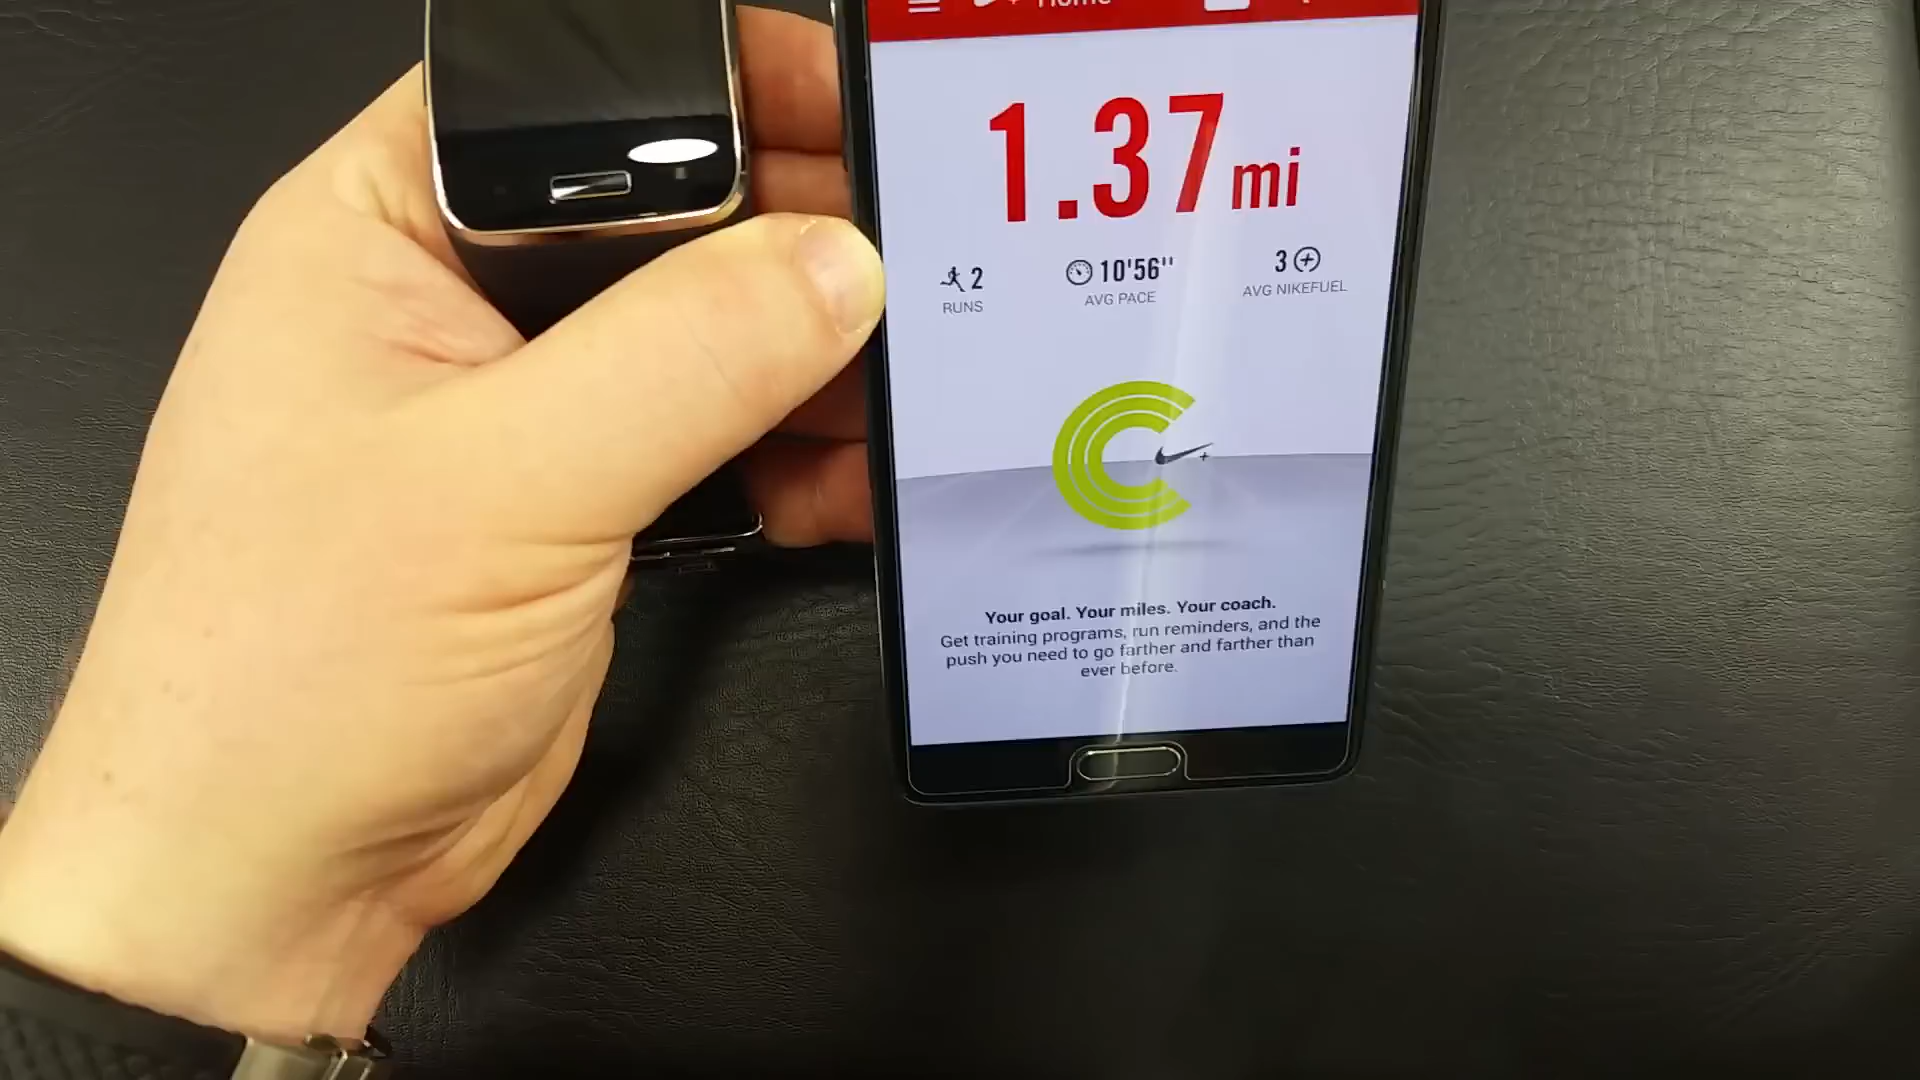 Home
1.37 mi
2
RUNS
10'56''
AVG PACE
3
AVG NIKEFUEL
Your goal. Your miles. Your coach.
Get training programs, run reminders, and the
push you need to go farther and farther than
ever before.